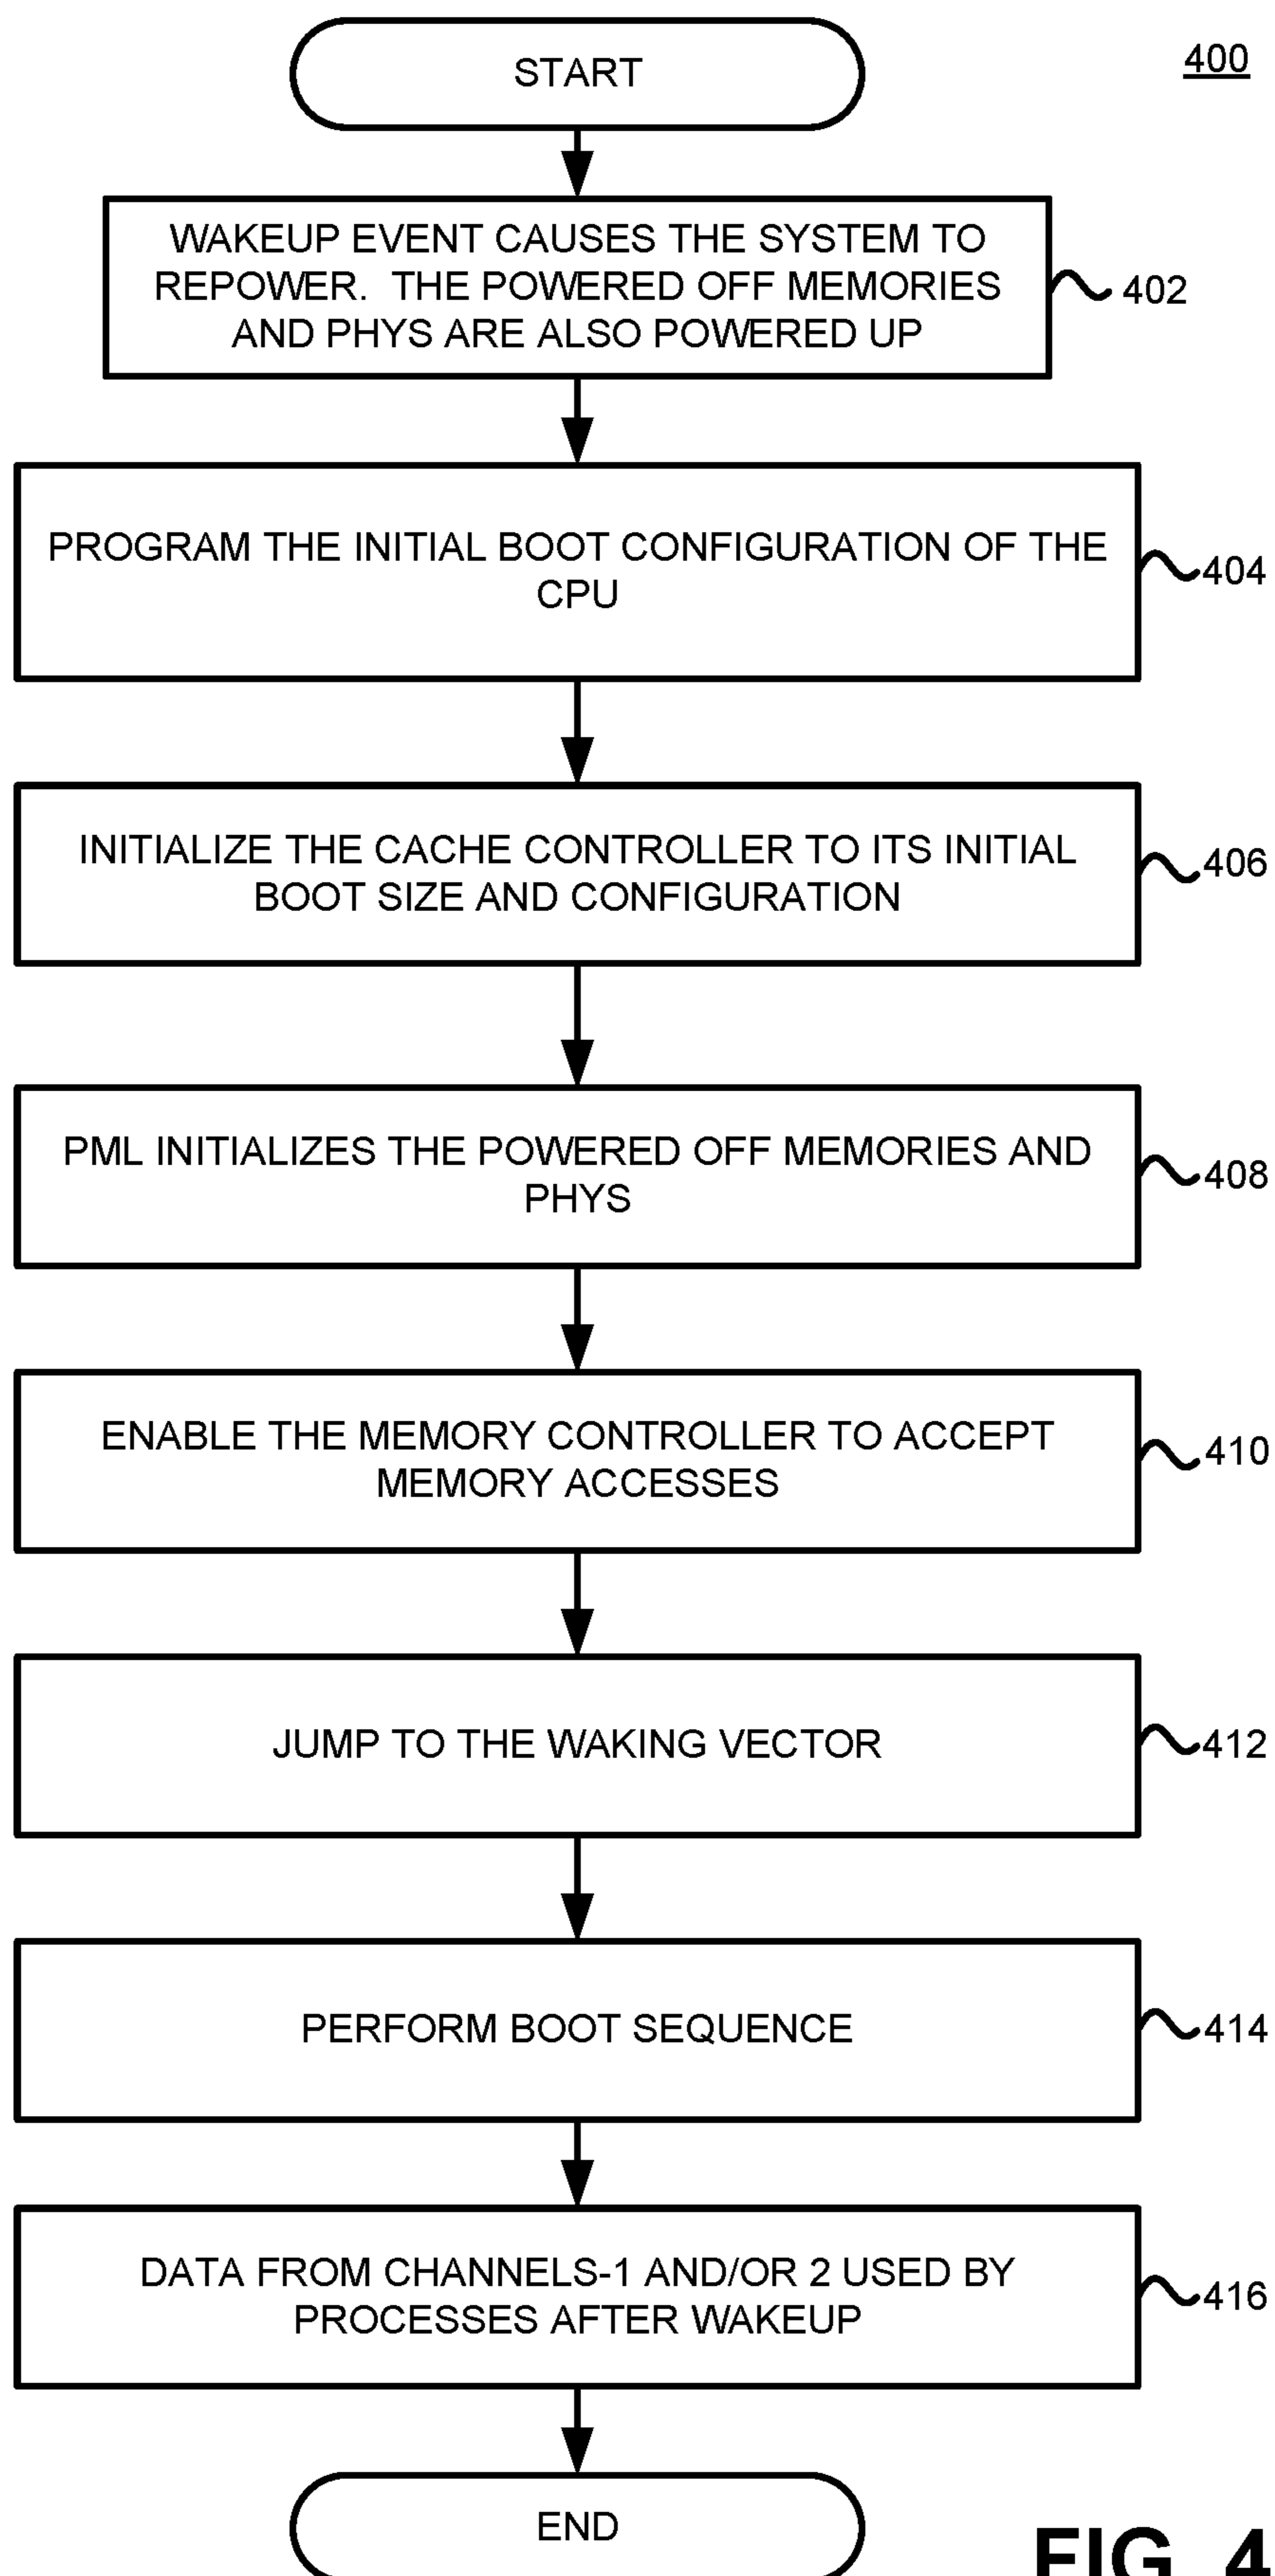 START
400
WAKEUP EVENT CAUSES THE SYSTEM TO
REPOWER. THE POWERED OFF MEMORIES
AND PHYS ARE ALSO POWERED UP
402
PROGRAM THE INITIAL BOOT CONFIGURATION OF THE
CPU
404
INITIALIZE THE CACHE CONTROLLER TO ITS INITIAL
BOOT SIZE AND CONFIGURATION
406
PML INITIALIZES THE POWERED OFF MEMORIES AND
PHYS
408
ENABLE THE MEMORY CONTROLLER TO ACCEPT
MEMORY ACCESSES
410
JUMP TO THE WAKING VECTOR
412
PERFORM BOOT SEQUENCE
414
DATA FROM CHANNELS-1 AND/OR 2 USED BY
PROCESSES AFTER WAKEUP
416
END
FIG. 4